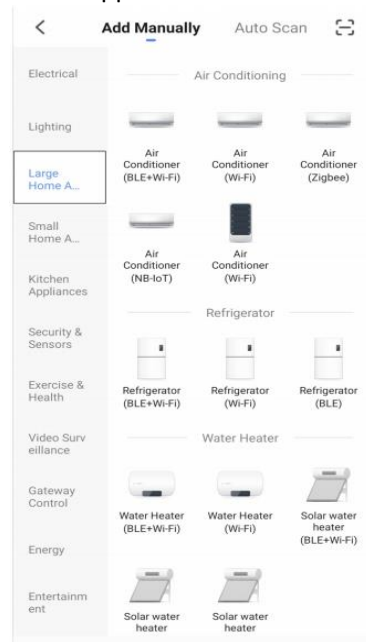 Add Manually Auto Scan
Electrical
Lighting
Large
Home A...
Small
Home A...
Kitchen
Appliances
Security &
Sensors
Exercise &
Health
Video Surv
eillance
Gateway
Control
Energy
Entertainm
ent
Air Conditioning
Air
Conditioner
(BLE+Wi-Fi)
Air
Conditioner
(Wi-Fi)
Air
Conditioner
(Zigbee)
Air
Conditioner
(NB-IoT)
Air
Conditioner
(Wi-Fi)
Refrigerator
Refrigerator
(BLE+Wi-Fi)
Refrigerator
(Wi-Fi)
Refrigerator
(BLE)
Water Heater
Water Heater
(BLE+Wi-Fi)
Water Heater
(Wi-Fi)
Solar water
heater
(BLE+Wi-Fi)
Solar water
heater
Solar water
heater